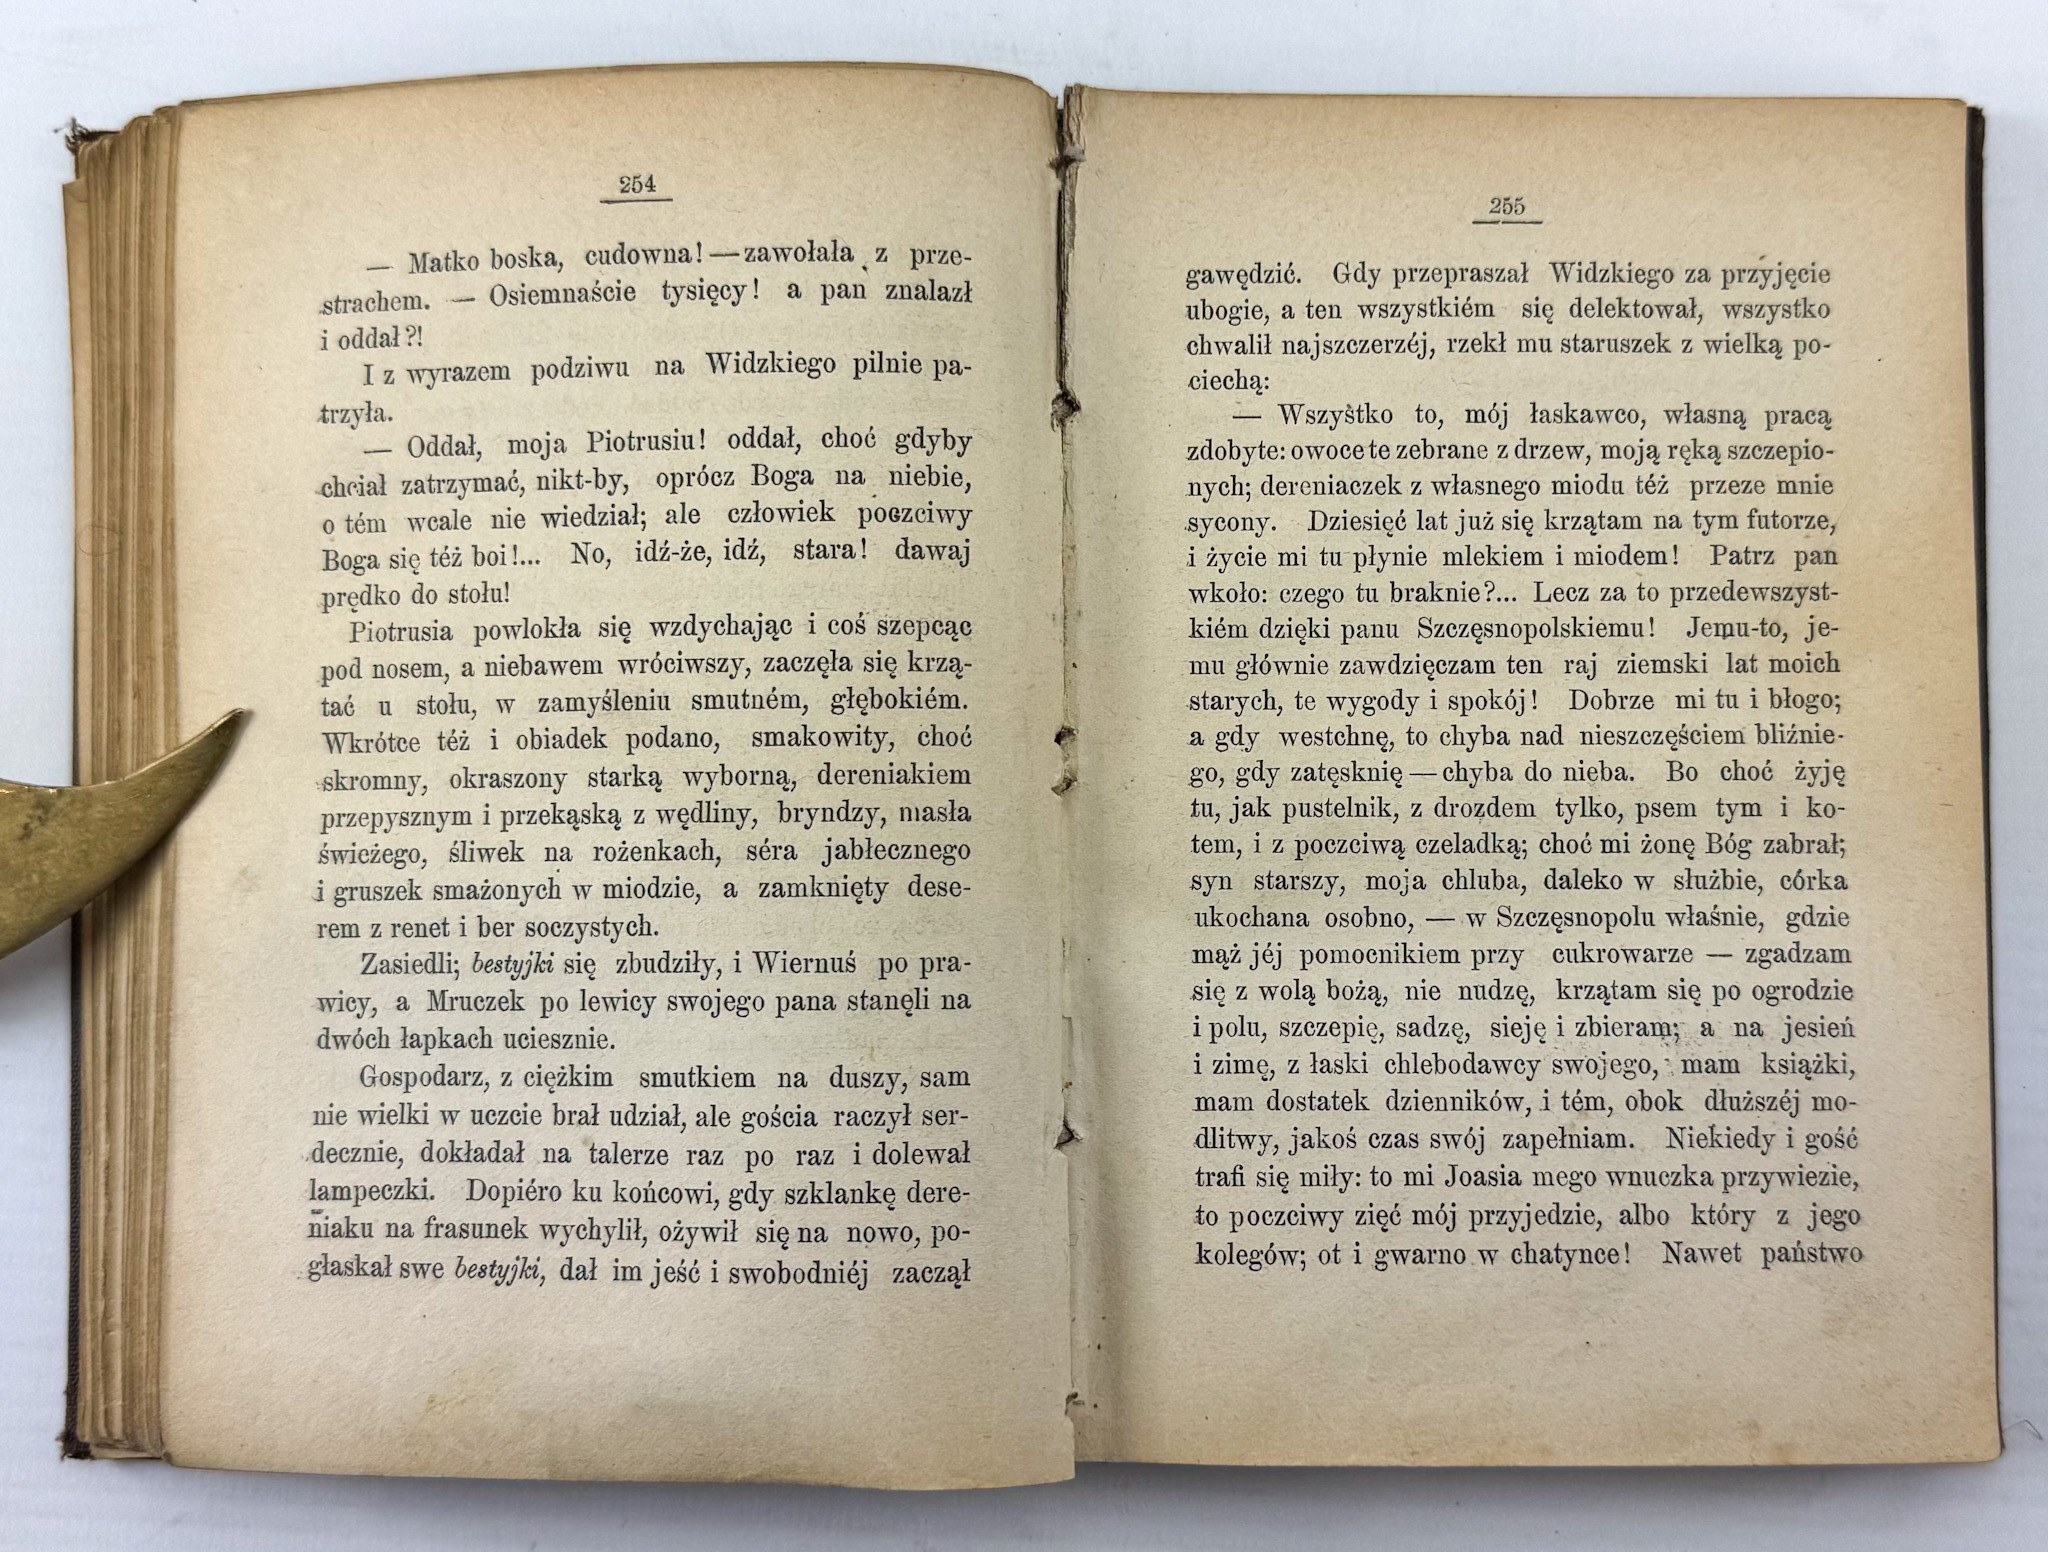 254
— Matko boska, cudowna! — zawołała z prze-
strachem. — Osiemnaście tysięcy! a pan znalazł
i oddał?!
I z wyrazem podziwu na Widzkiego pilnie pa-
trzyła.
— Oddał, moja Piotrusiu! oddał, choć gdyby
chciał zatrzymać, nikt-by, oprócz Boga na niebie,
o tém wcale nie wiedział; ale człowiek poczciwy
Boga się téż boi!... No, idź-że, idź, stara! dawaj
prędko do stołu!
Piotrusia powlokła się wzdychając i coś szepcąc
pod nosem, a niebawem wróciwszy, zaczęła się krzą-
tać u stołu, w zamyśleniu smutném, głębokiém.
Wkrótce téż i obiadek podano, smakowity, choć
skromny, okraszony starką wyborną, dereniakiem
przepysznym i przekąską z wędliny, bryndzy, masła
świeżego, śliwek na rożenkach, séra jabłecznego
i gruszek smażonych w miodzie, a zamknięty dese-
rem z renet i ber soczystych.
Zasiedli; bestyjki się zbudziły, i Wiernuś po pra-
wicy, a Mruczek po lewicy swojego pana stanęli na
dwóch łapkach uciesznie.
Gospodarz, z ciężkim smutkiem na duszy, sam
nie wielki w uczcie brał udział, ale gościa raczył ser-
decznie, dokładał na talerze raz po raz i dolewał
lampeczki. Dopiéro ku końcowi, gdy szklankę dere-
niaku na frasunek wychylił, ożywił się na nowo, po-
głaskał swe bestyjki, dał im jeść i swobodniéj zaczął
255
gawędzić. Gdy przepraszał Widzkiego za przyjęcie
ubogie, a ten wszystkiém się delektował, wszystko
chwalił najszczerzéj, rzekł mu staruszek z wielką po-
ciechą:
— Wszystko to, mój łaskawco, własną pracą
zdobyte: owoce te zebrane z drzew, moją ręką szczepio-
nych; dereniaczek z własnego miodu téż przeze mnie
sycony. Dziesięć lat już się krzątam na tym futorze,
i życie mi tu płynie mlekiem i miodem! Patrz pan
wkoło: czego tu braknie?... Lecz za to przedewszyst-
kiém dzięki panu Szczęsnopolskiemu! Jemu-to, je-
mu głównie zawdzięczam ten raj ziemski lat moich
starych, te wygody i spokój! Dobrze mi tu i błogo;
a gdy westchnę, to chyba nad nieszczęściem bliźnie-
go, gdy zatęsknię — chyba do nieba. Bo choć żyję
tu, jak pustelnik, z drozdem tylko, psem tym i ko-
tem, i z poczciwą czeladką; choć mi żonę Bóg zabrał;
syn starszy, moja chluba, daleko w służbie, córka
ukochana osobno, — w Szczęsnopolu właśnie, gdzie
mąż jéj pomocnikiem przy cukrowarze — zgadzam
się z wolą bożą, nie nudzę, krzątam się po ogrodzie
i polu, szczepię, sadzę, sieję i zbieram; a na jesień
i zimę, z łaski chlebodawcy swojego, mam książki,
mam dostatek dzienników, i tém, obok dłuższéj mo-
dlitwy, jakoś czas swój zapełniam. Niekiedy i gość
trafi się miły: to mi Joasia mego wnuczka przywiezie,
to poczciwy zięć mój przyjedzie, albo który z jego
kolegów; ot i gwarno w chatynce! Nawet państwo